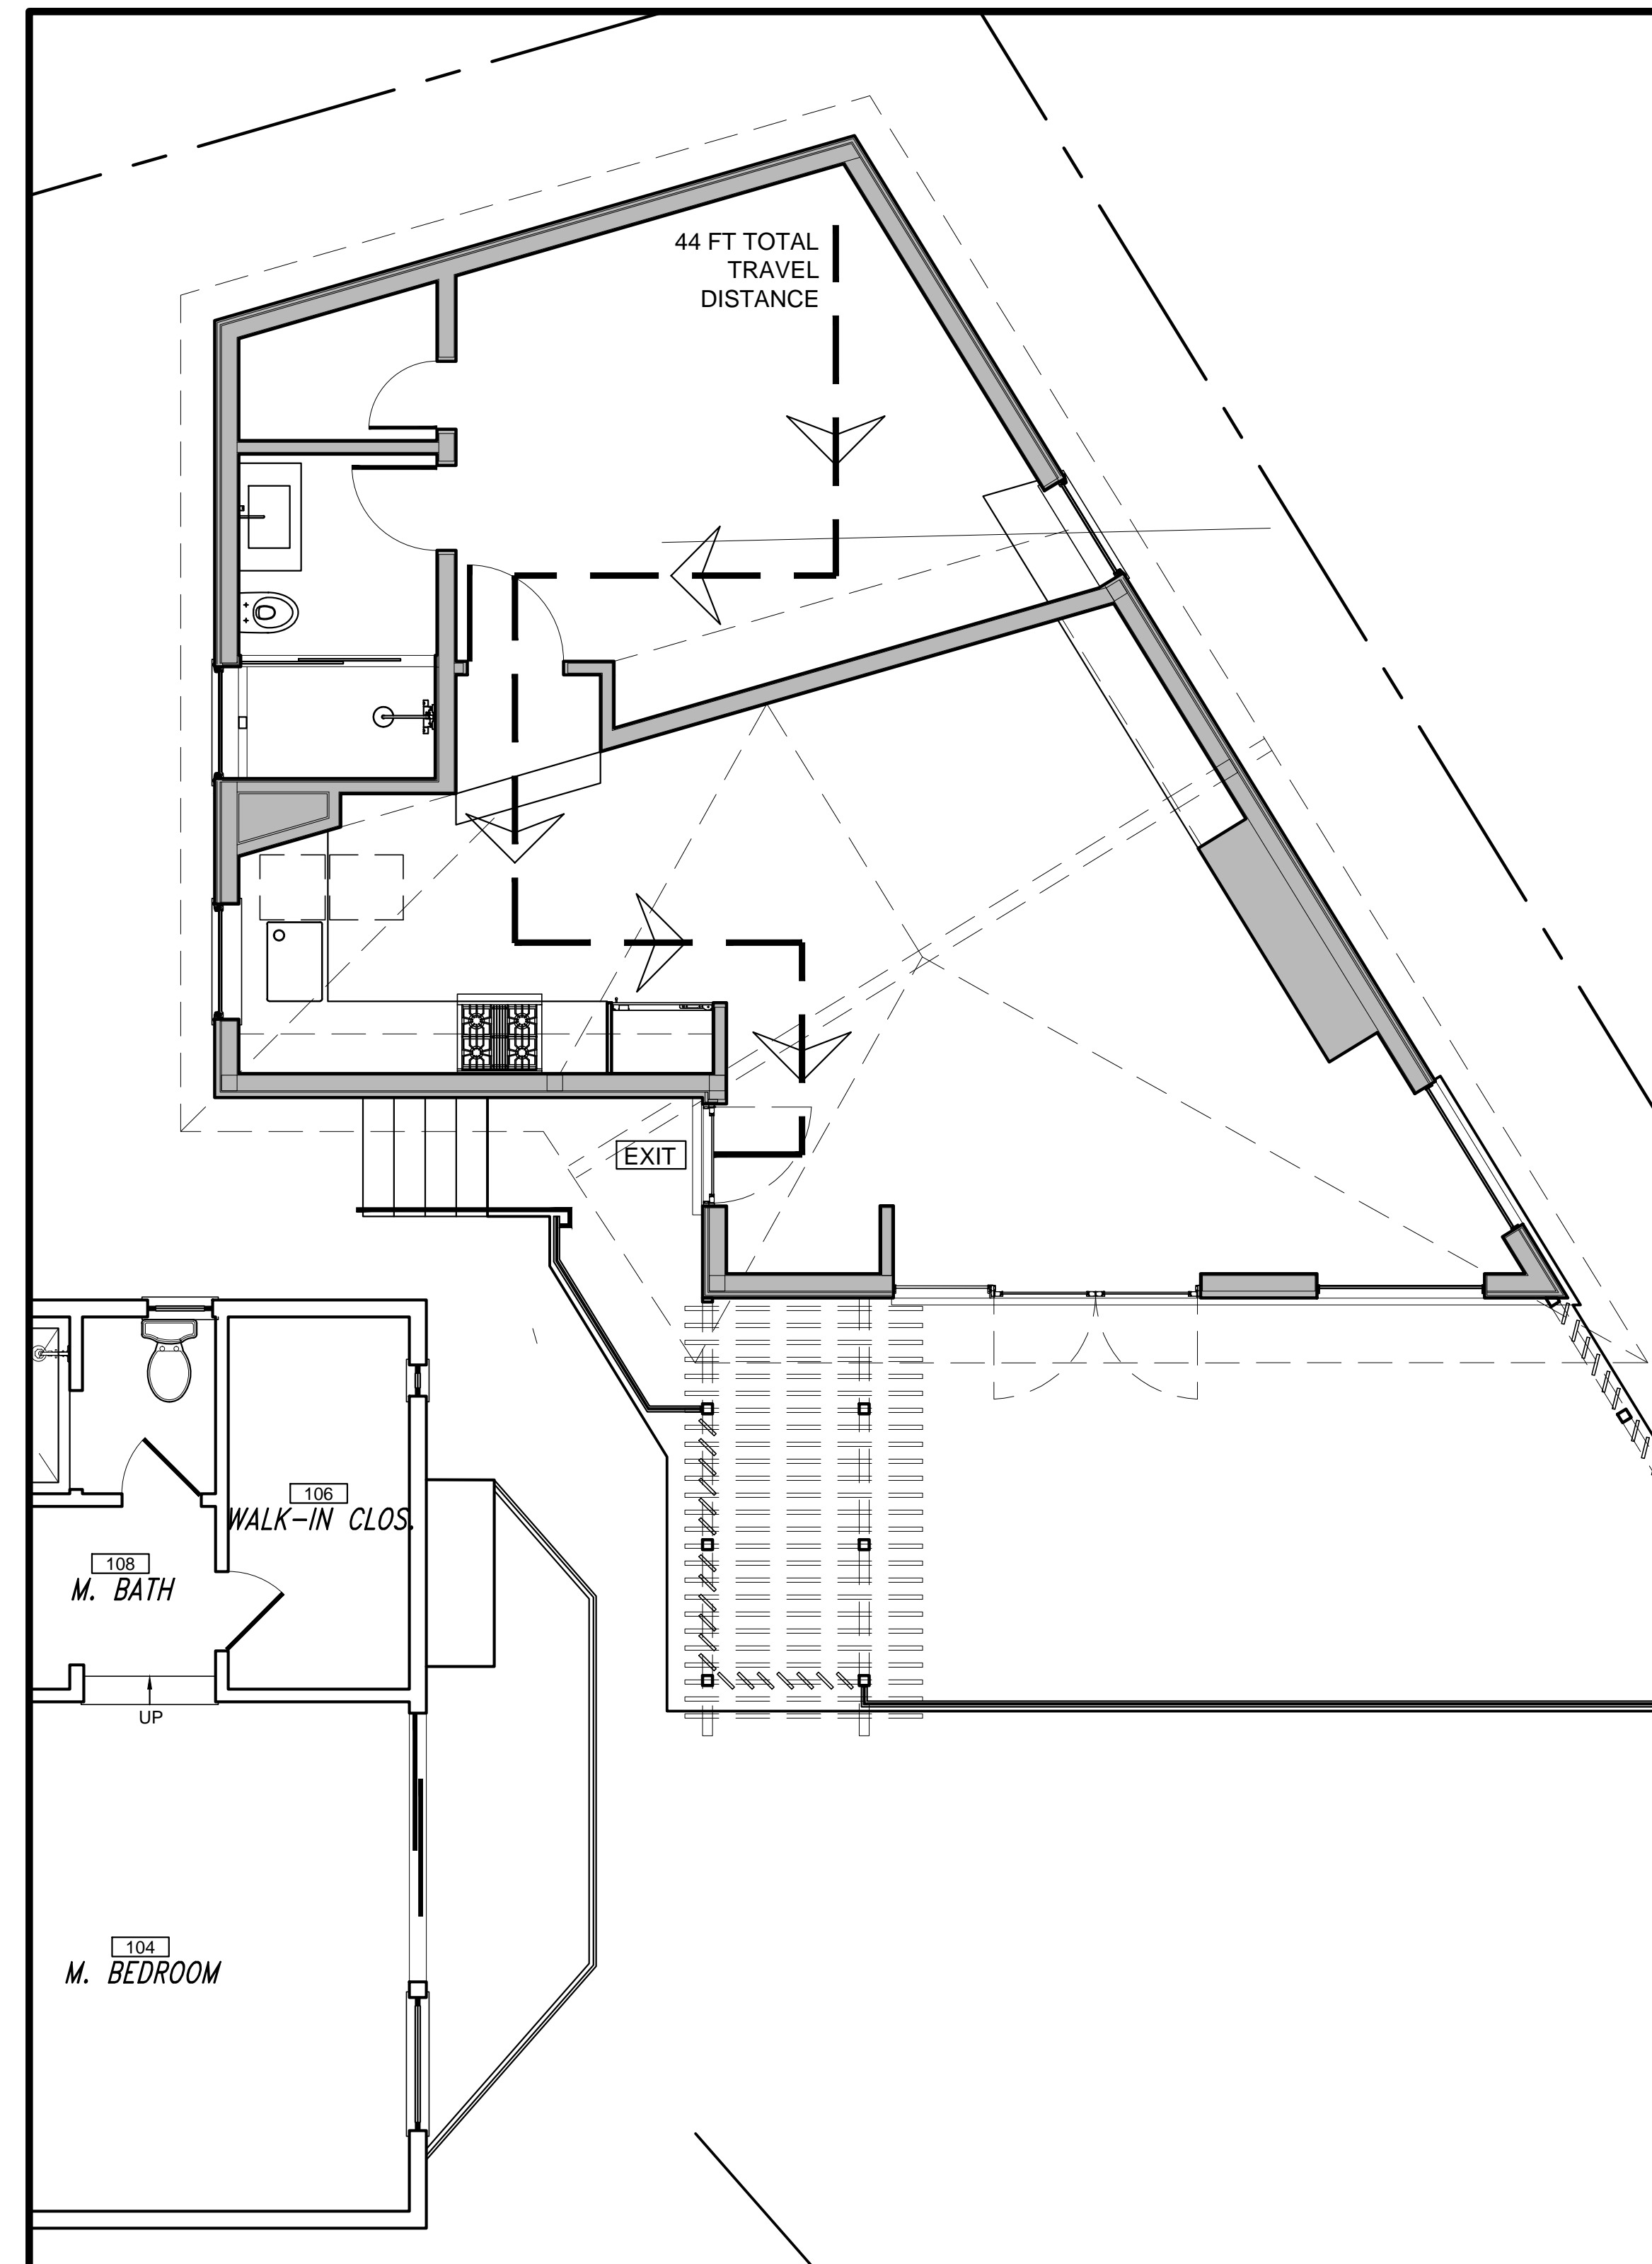 44 FT TOTAL
TRAVEL
DISTANCE
EXIT
106
WALK-IN CLOS.
108
M. BATH
UP
104
M. BEDROOM